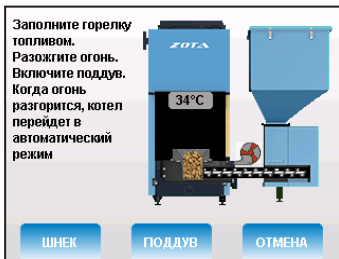 Заполните горелку
топливом.
Разожгите огонь.
Включите поддув.
Когда огонь
разгорится, котел
перейдет в
автоматический
режим
ZOTA
34°C
ШНЕК
ПОДДУВ
ОТМЕНА